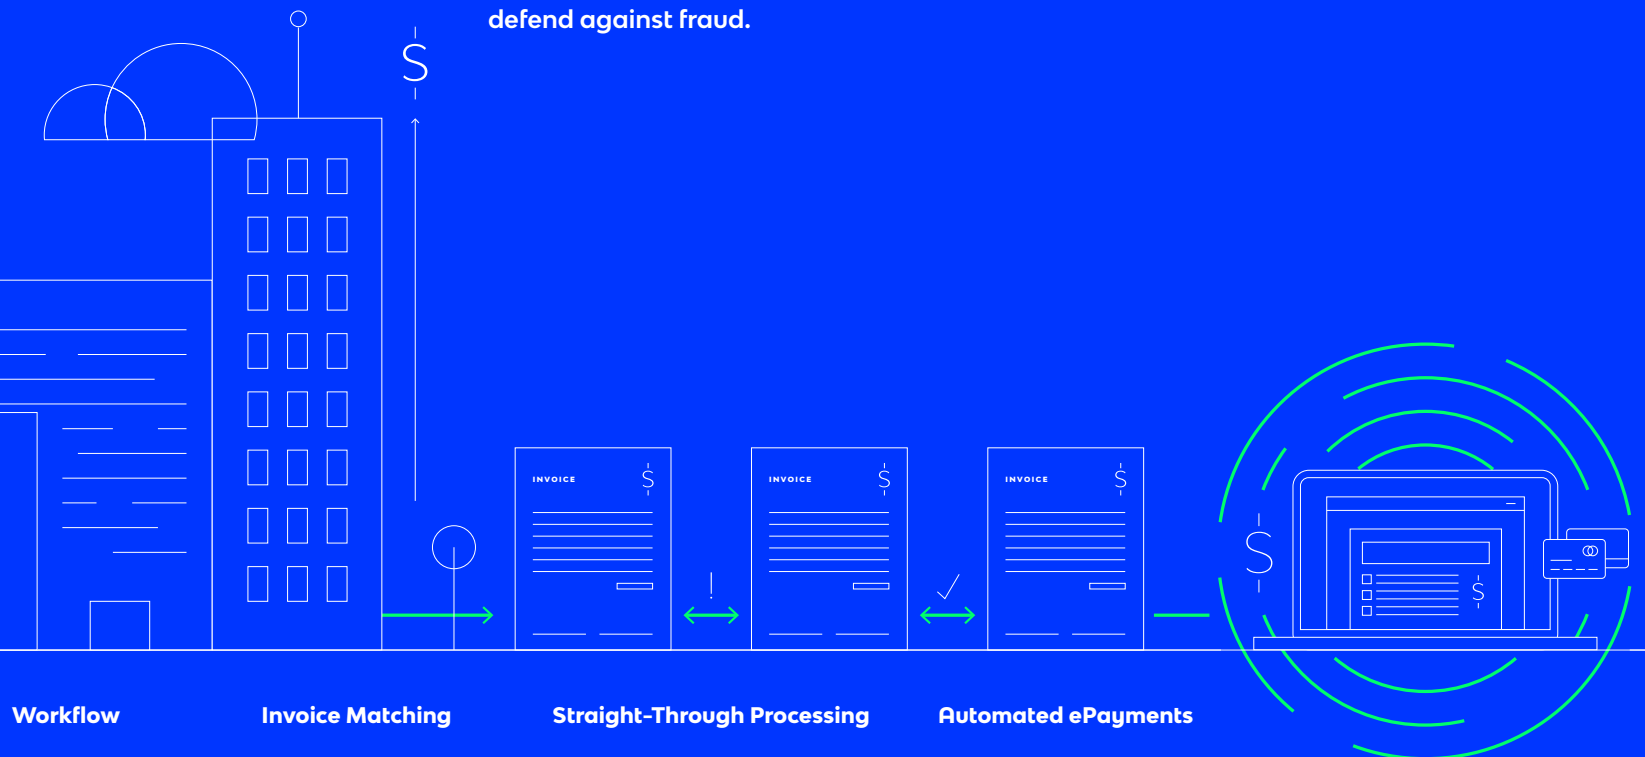 defend against fraud.
$
INVOICE $
INVOICE $
INVOICE $
!
$
$
Workflow
Invoice Matching
Straight-Through Processing
Automated ePayments